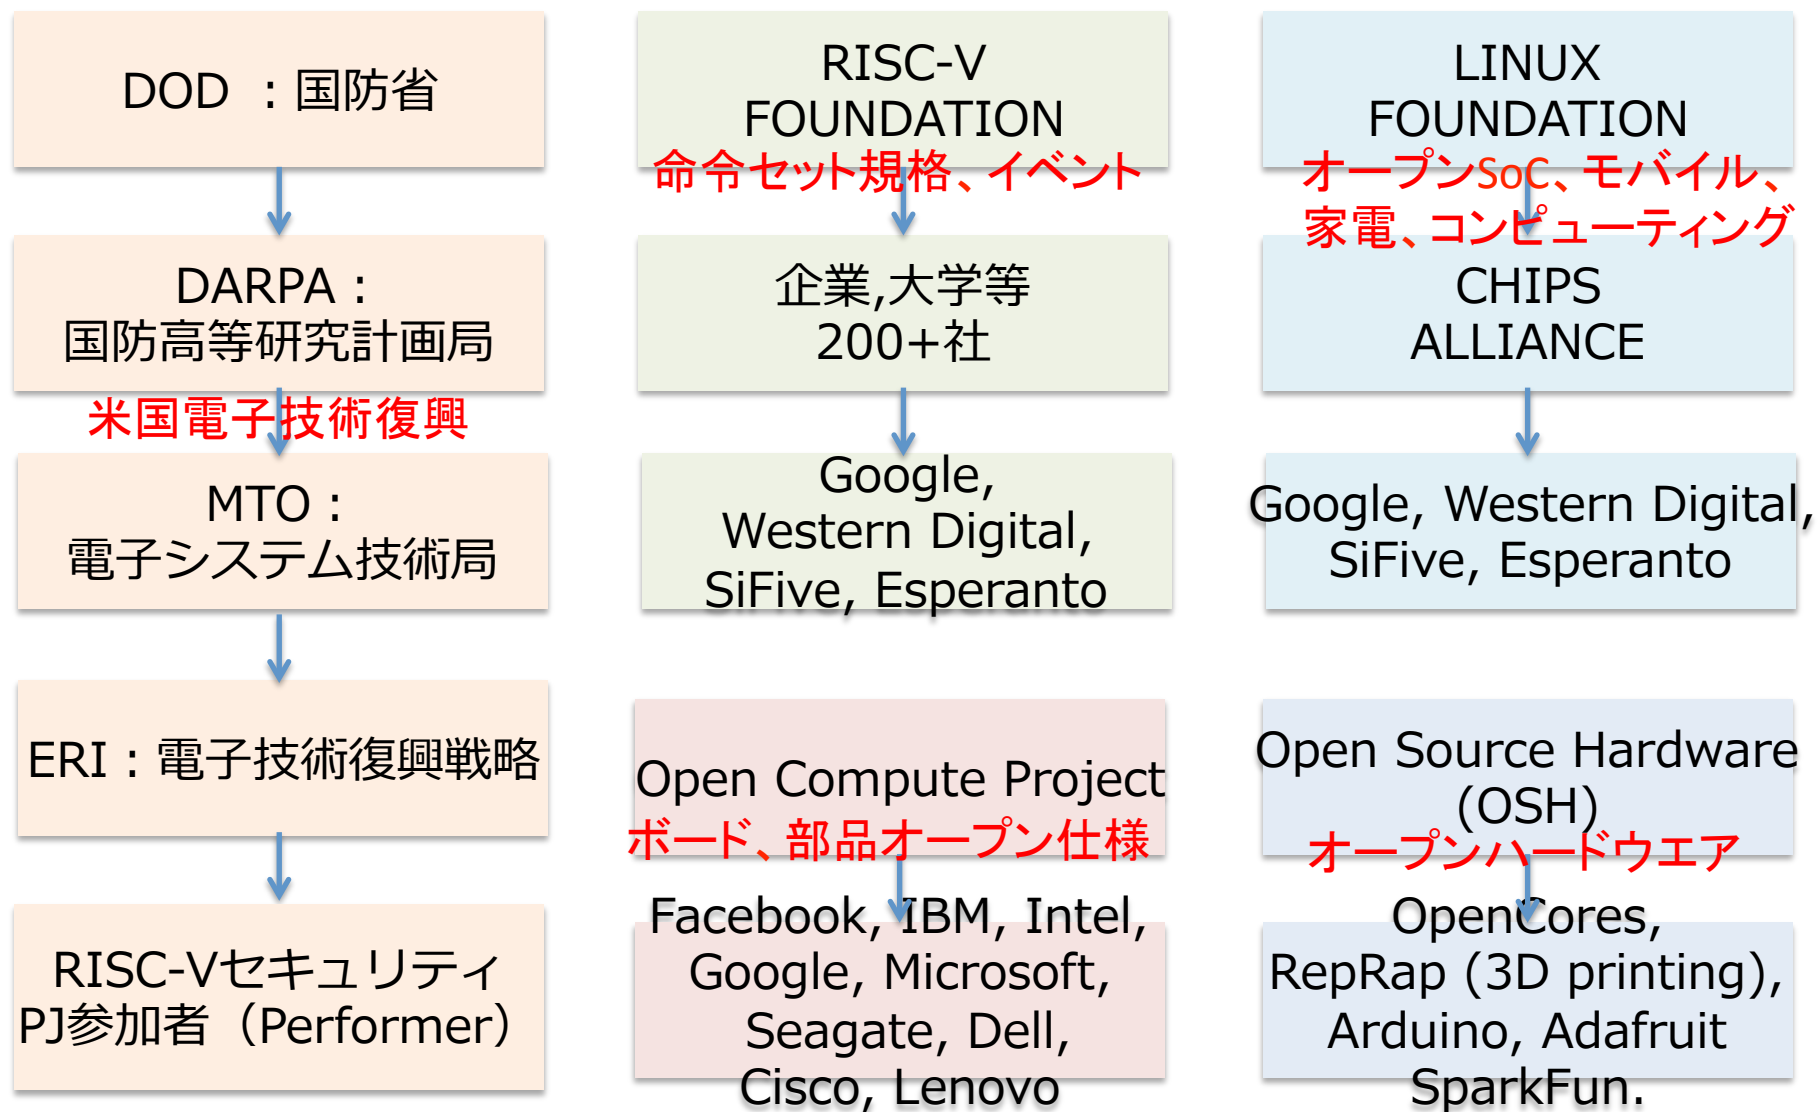 DOD ：国防省
DARPA：
国防高等研究計画局
米国電子技術復興
MTO：
電子システム技術局
ERI：電子技術復興戦略
RISC-Vセキュリティ
PJ参加者（Performer）
RISC-V
FOUNDATION
命令セット規格、イベント
企業,大学等
200+社
Google,
Western Digital,
SiFive, Esperanto
Open Compute Project
ボード、部品オープン仕様
Facebook, IBM, Intel,
Google, Microsoft,
Seagate, Dell,
Cisco, Lenovo
LINUX
FOUNDATION
オープンSoC、モバイル、
家電、コンピューティング
CHIPS
ALLIANCE
Google, Western Digital,
SiFive, Esperanto
Open Source Hardware
(OSH)
オープンハードウエア
OpenCores,
RepRap (3D printing),
Arduino, Adafruit
SparkFun.